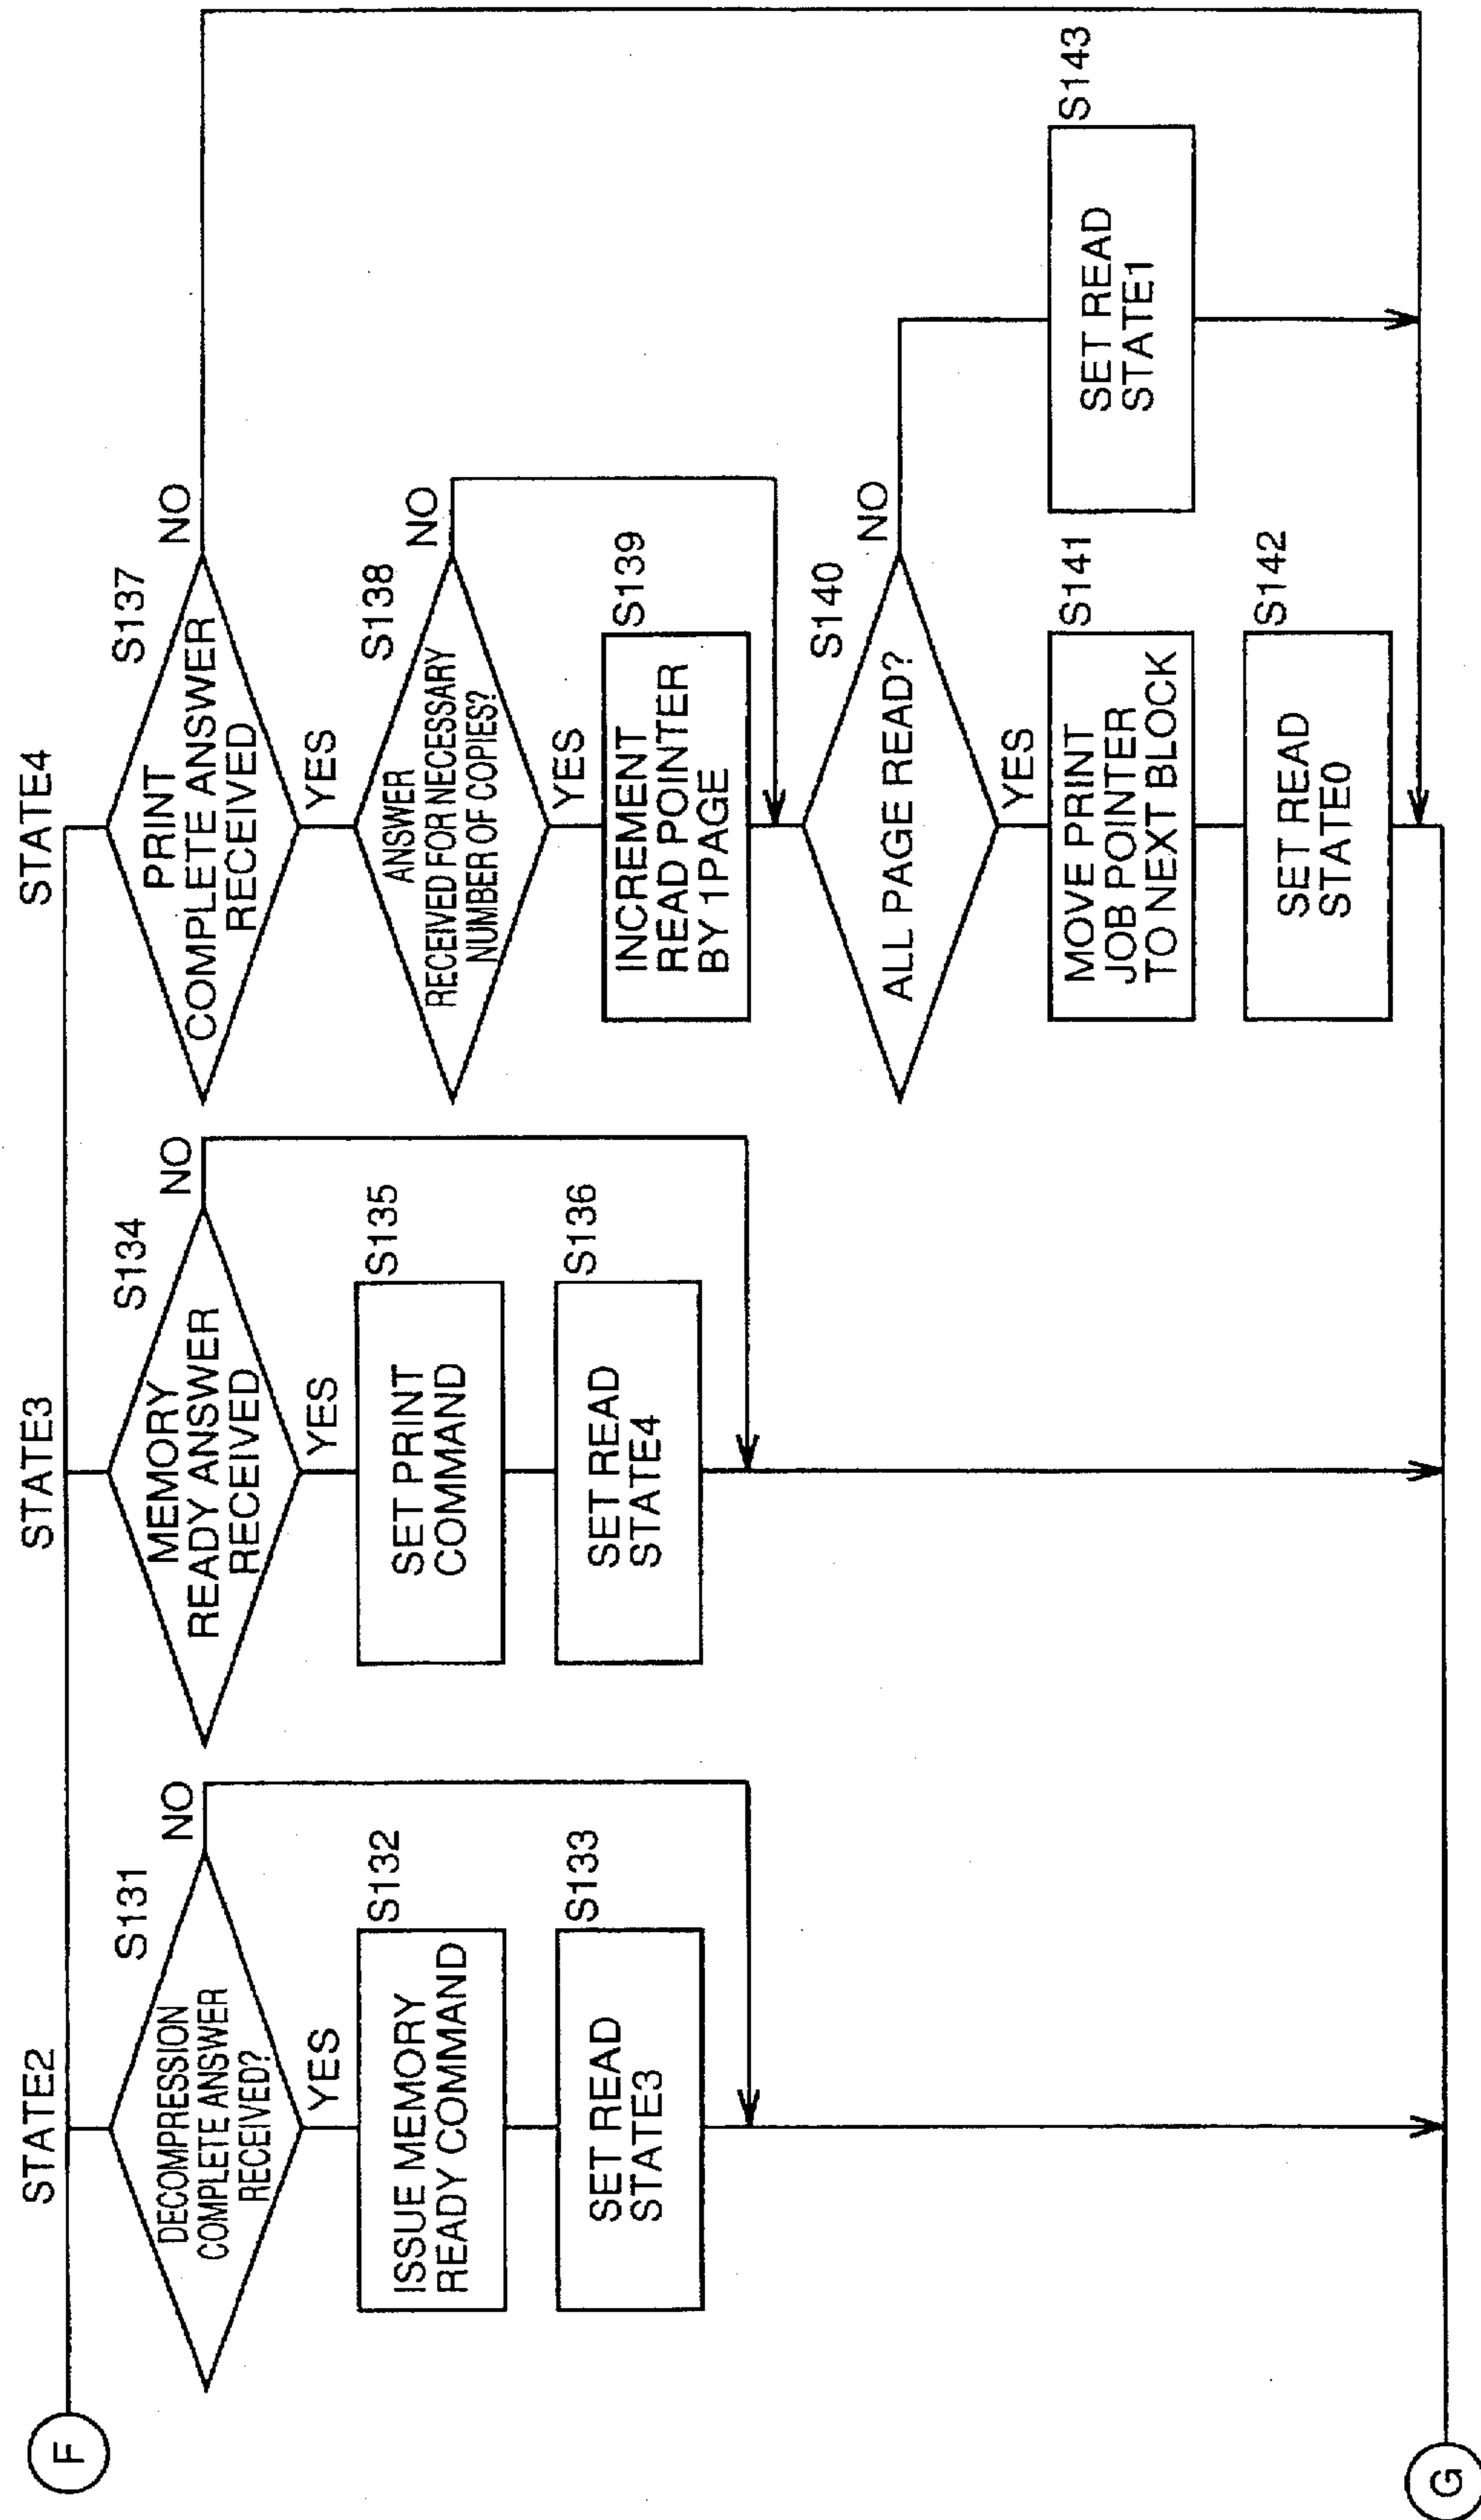 F
STATE2
S131
DECOMPRESSION
COMPLETE ANSWER
RECEIVED?
NO
YES
S132
ISSUE MEMORY
READY COMMAND
S133
SET READ
STATE3
STATE3
S134
MEMORY
READY ANSWER
RECEIVED
NO
YES
S135
SET PRINT
COMMAND
S136
SET READ
STATE4
STATE4
S137
PRINT
COMPLETE ANSWER
RECEIVED
NO
YES
S138
ANSWER
RECEIVED FOR NECESSARY
NUMBER OF COPIES?
NO
YES
S139
INCREMENT
READ POINTER
BY 1PAGE
S140
ALL PAGE READ?
NO
YES
S141
MOVE PRINT
JOB POINTER
TO NEXT BLOCK
S142
SET READ
STATE0
S143
SET READ
STATE1
G